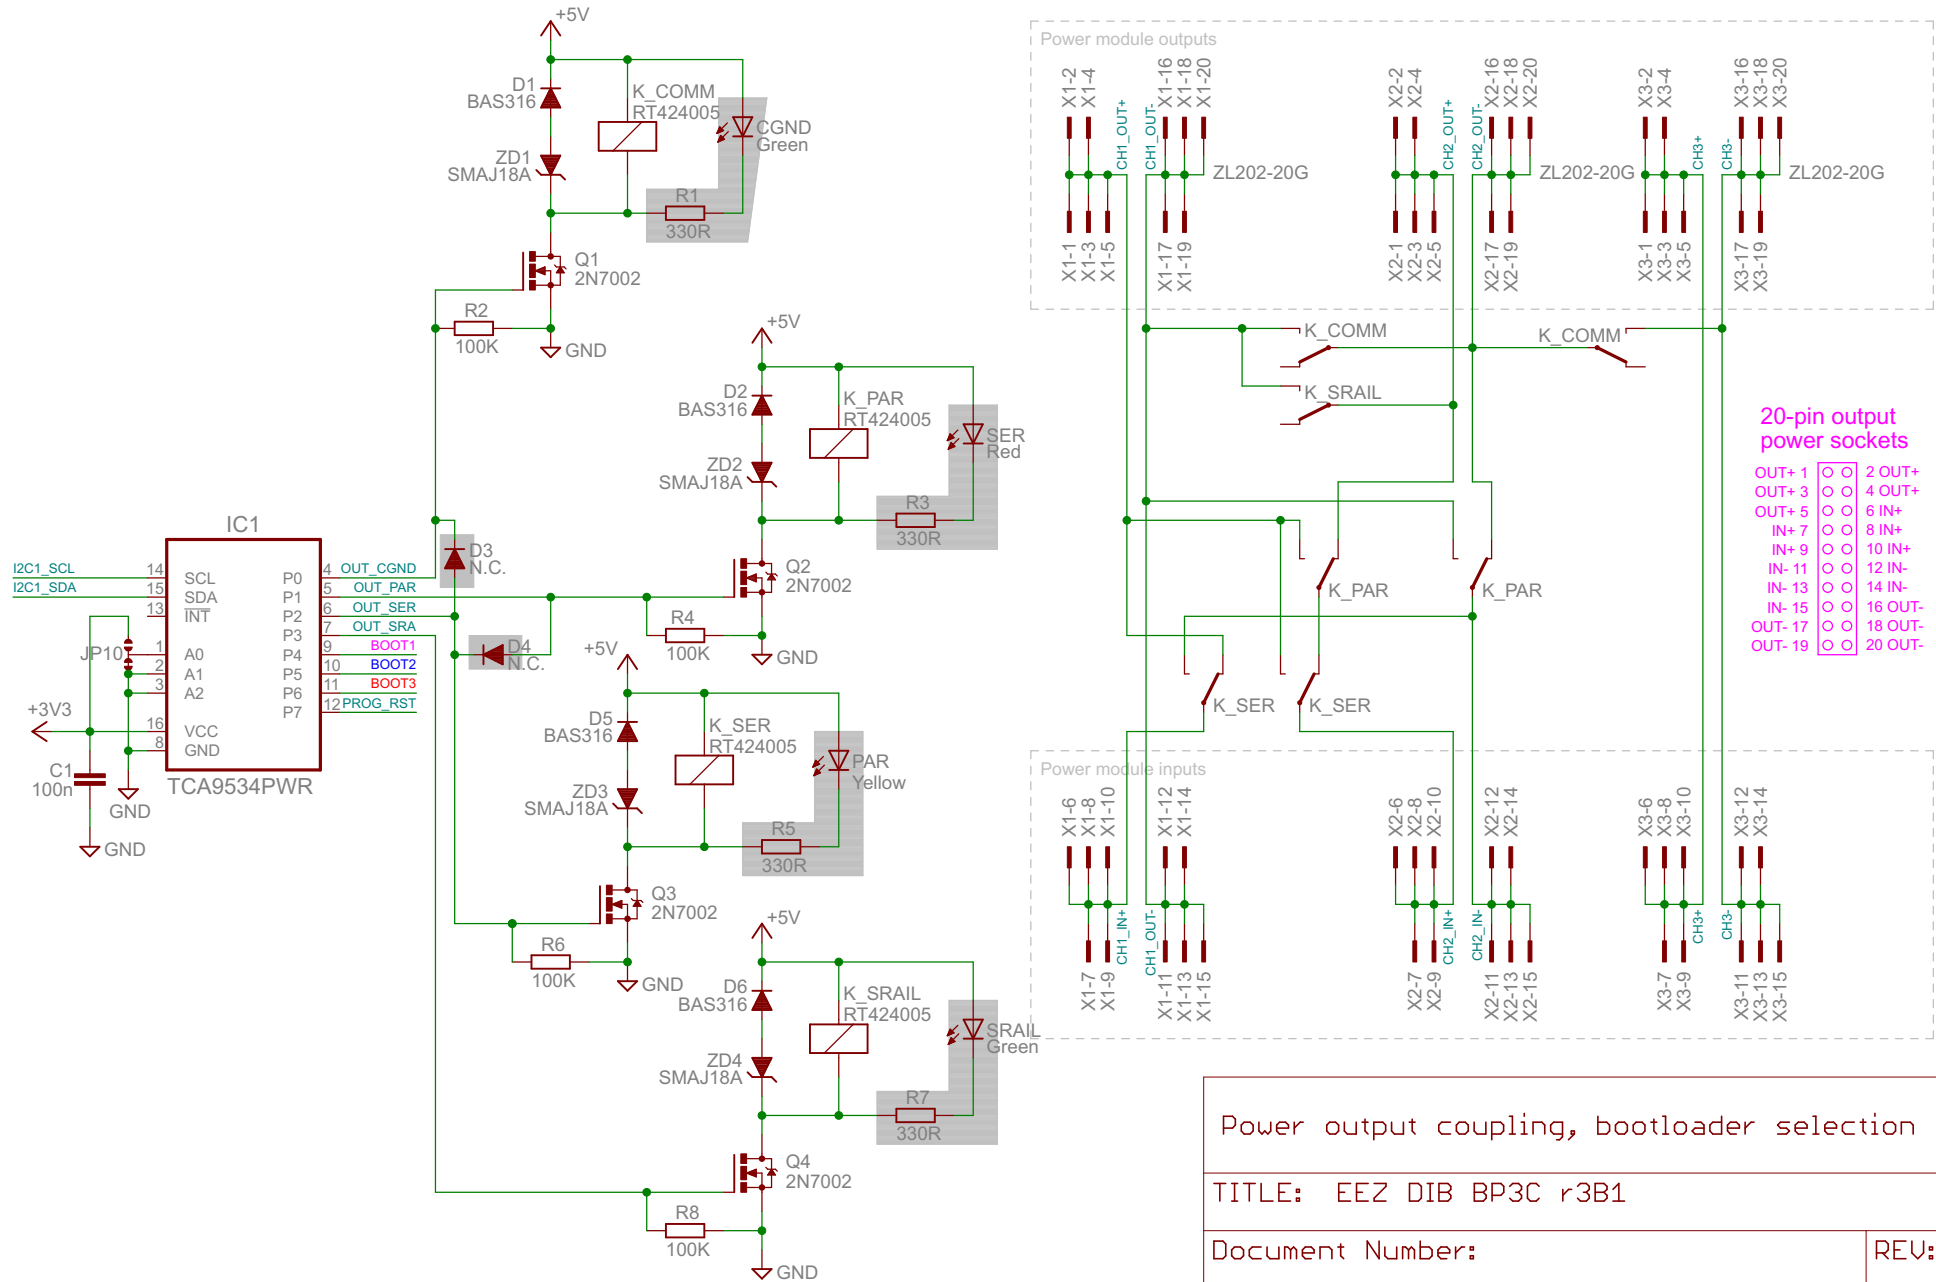 +5V
D1
BAS316
K_COMM
RT424005
CGND
Green
ZD1
SMAJ18A
R1
330R
Q1
2N7002
R2
100K
GND
+5V
D2
BAS316
K_PAR
RT424005
SER
Red
ZD2
SMAJ18A
R3
330R
Q2
2N7002
R4
100K
GND
IC1
I2C1_SCL
I2C1_SDA
14
15
13
1
2
3
16
8
SCL
SDA
INT
A0
A1
A2
VCC
GND
P0
P1
P2
P3
P4
P5
P6
P7
4
5
6
7
9
10
11
12
OUT_CGND
OUT_PAR
OUT_SER
OUT_SRA
BOOT1
BOOT2
BOOT3
PROG_RST
TCA9534PWR
JP10
+3V3
C1
100n
GND
GND
D3
N.C.
D4
N.C.
+5V
D5
BAS316
K_SER
RT424005
PAR
Yellow
ZD3
SMAJ18A
R5
330R
Q3
2N7002
R6
100K
GND
+5V
D6
BAS316
K_SRAIL
RT424005
SRAIL
Green
ZD4
SMAJ18A
R7
330R
Q4
2N7002
R8
100K
GND
Power module outputs
X1-2
X1-4
CH1_OUT+
CH1_OUT-
X1-16
X1-18
X1-20
ZL202-20G
X1-1
X1-3
X1-5
X1-17
X1-19
X2-2
X2-4
CH2_OUT+
CH2_OUT-
X2-16
X2-18
X2-20
ZL202-20G
X2-1
X2-3
X2-5
X2-17
X2-19
X3-2
X3-4
CH3+
CH3-
X3-16
X3-18
X3-20
ZL202-20G
X3-1
X3-3
X3-5
X3-17
X3-19
K_COMM
K_COMM
K_SRAIL
K_PAR
K_PAR
K_SER
K_SER
20-pin output
power sockets
OUT+ 1 2 OUT+
OUT+ 3 4 OUT+
OUT+ 5 6 IN+
IN+ 7 8 IN+
IN+ 9 10 IN+
IN- 11 12 IN-
IN- 13 14 IN-
IN- 15 16 OUT-
OUT- 17 18 OUT-
OUT- 19 20 OUT-
Power module inputs
X1-6
X1-8
X1-10
X1-12
X1-14
X1-7
X1-9
CH1_IN+
CH1_OUT-
X1-11
X1-13
X1-15
X2-6
X2-8
X2-10
X2-12
X2-14
X2-7
X2-9
CH2_IN+
CH2_IN-
X2-11
X2-13
X2-15
X3-6
X3-8
X3-10
X3-12
X3-14
X3-7
X3-9
CH3+
CH3-
X3-11
X3-13
X3-15
Power output coupling, bootloader selection
TITLE: EEZ DIB BP3C r3B1
Document Number:
REV: